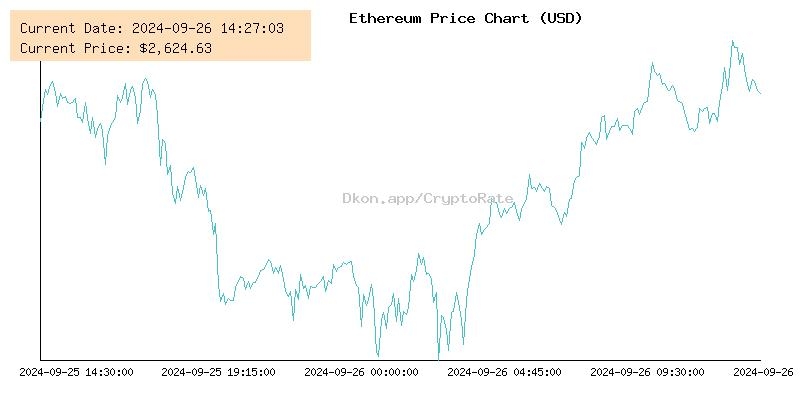 Ethereum Price Chart (USD)
Current Date: 2024-09-26 14:27:03
Current Price: $2,624.63
Dkon.app/CryptoRate
2024-09-25 14:30:00
2024-09-25 19:15:00
2024-09-26 00:00:00
2024-09-26 04:45:00
2024-09-26 09:30:00
2024-09-26